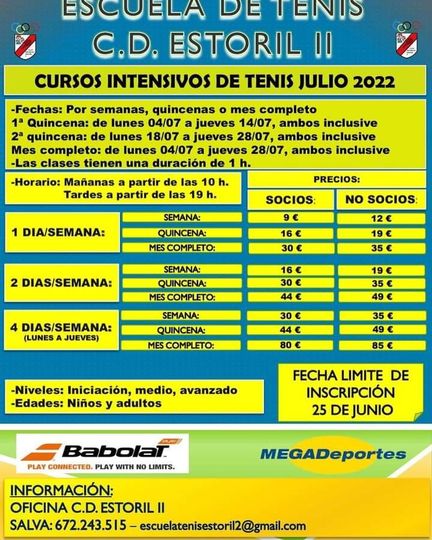 ESCUELA DE TENIS
C.D. ESTORIL II
CURSOS INTENSIVOS DE TENIS JULIO 2022
-Fechas: Por semanas, quincenas o mes completo
1ª Quincena: de lunes 04/07 a jueves 14/07, ambos inclusive
2ª quincena: de lunes 18/07 a jueves 28/07, ambos inclusive
Mes completo: de lunes 04/07 a jueves 28/07, ambos inclusive
-Las clases tienen una duración de 1 h.
-Horario: Mañanas a partir de las 10 h.
Tardes a partir de las 19 h.
PRECIOS:
SOCIOS: NO SOCIOS:
1 DIA/SEMANA:
SEMANA: 9 € 12 €
QUINCENA: 16 € 19 €
MES COMPLETO: 30 € 35 €
2 DIAS/SEMANA:
SEMANA: 16 € 19 €
QUINCENA: 30 € 35 €
MES COMPLETO: 44 € 49 €
4 DIAS/SEMANA:
(LUNES A JUEVES)
SEMANA: 30 € 35 €
QUINCENA: 44 € 49 €
MES COMPLETO: 80 € 85 €
-Niveles: Iniciación, medio, avanzado
-Edades: Niños y adultos
FECHA LIMITE DE
INSCRIPCIÓN
25 DE JUNIO
Babolat
PLAY CONNECTED. PLAY WITH NO LIMITS.
MEGADeportes
INFORMACIÓN:
OFICINA C.D. ESTORIL II
SALVA: 672.243.515 – escuelatenisestoril2@gmail.com